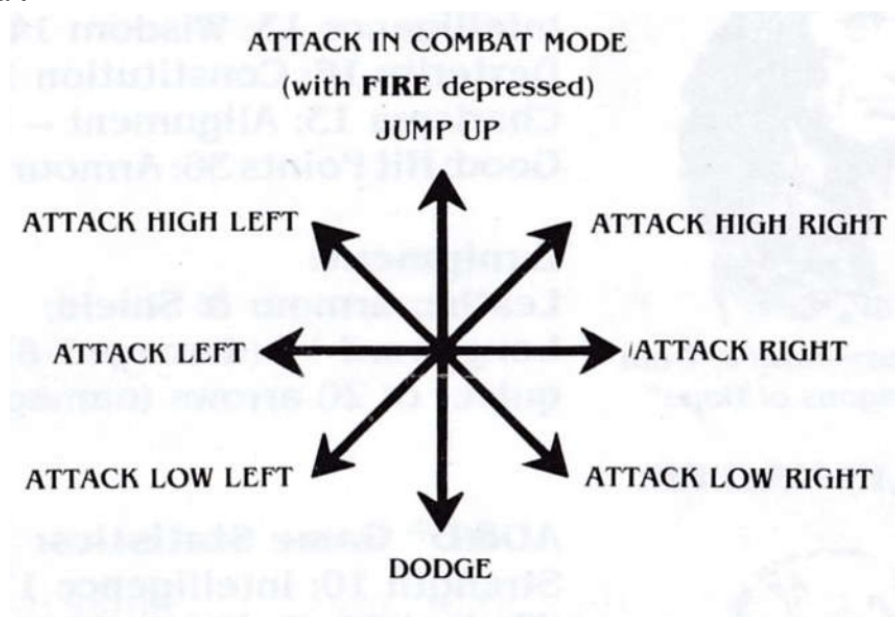 ATTACK IN COMBAT MODE
(with FIRE depressed)
JUMP UP
ATTACK HIGH LEFT
ATTACK HIGH RIGHT
ATTACK LEFT
ATTACK RIGHT
ATTACK LOW LEFT
ATTACK LOW RIGHT
DODGE